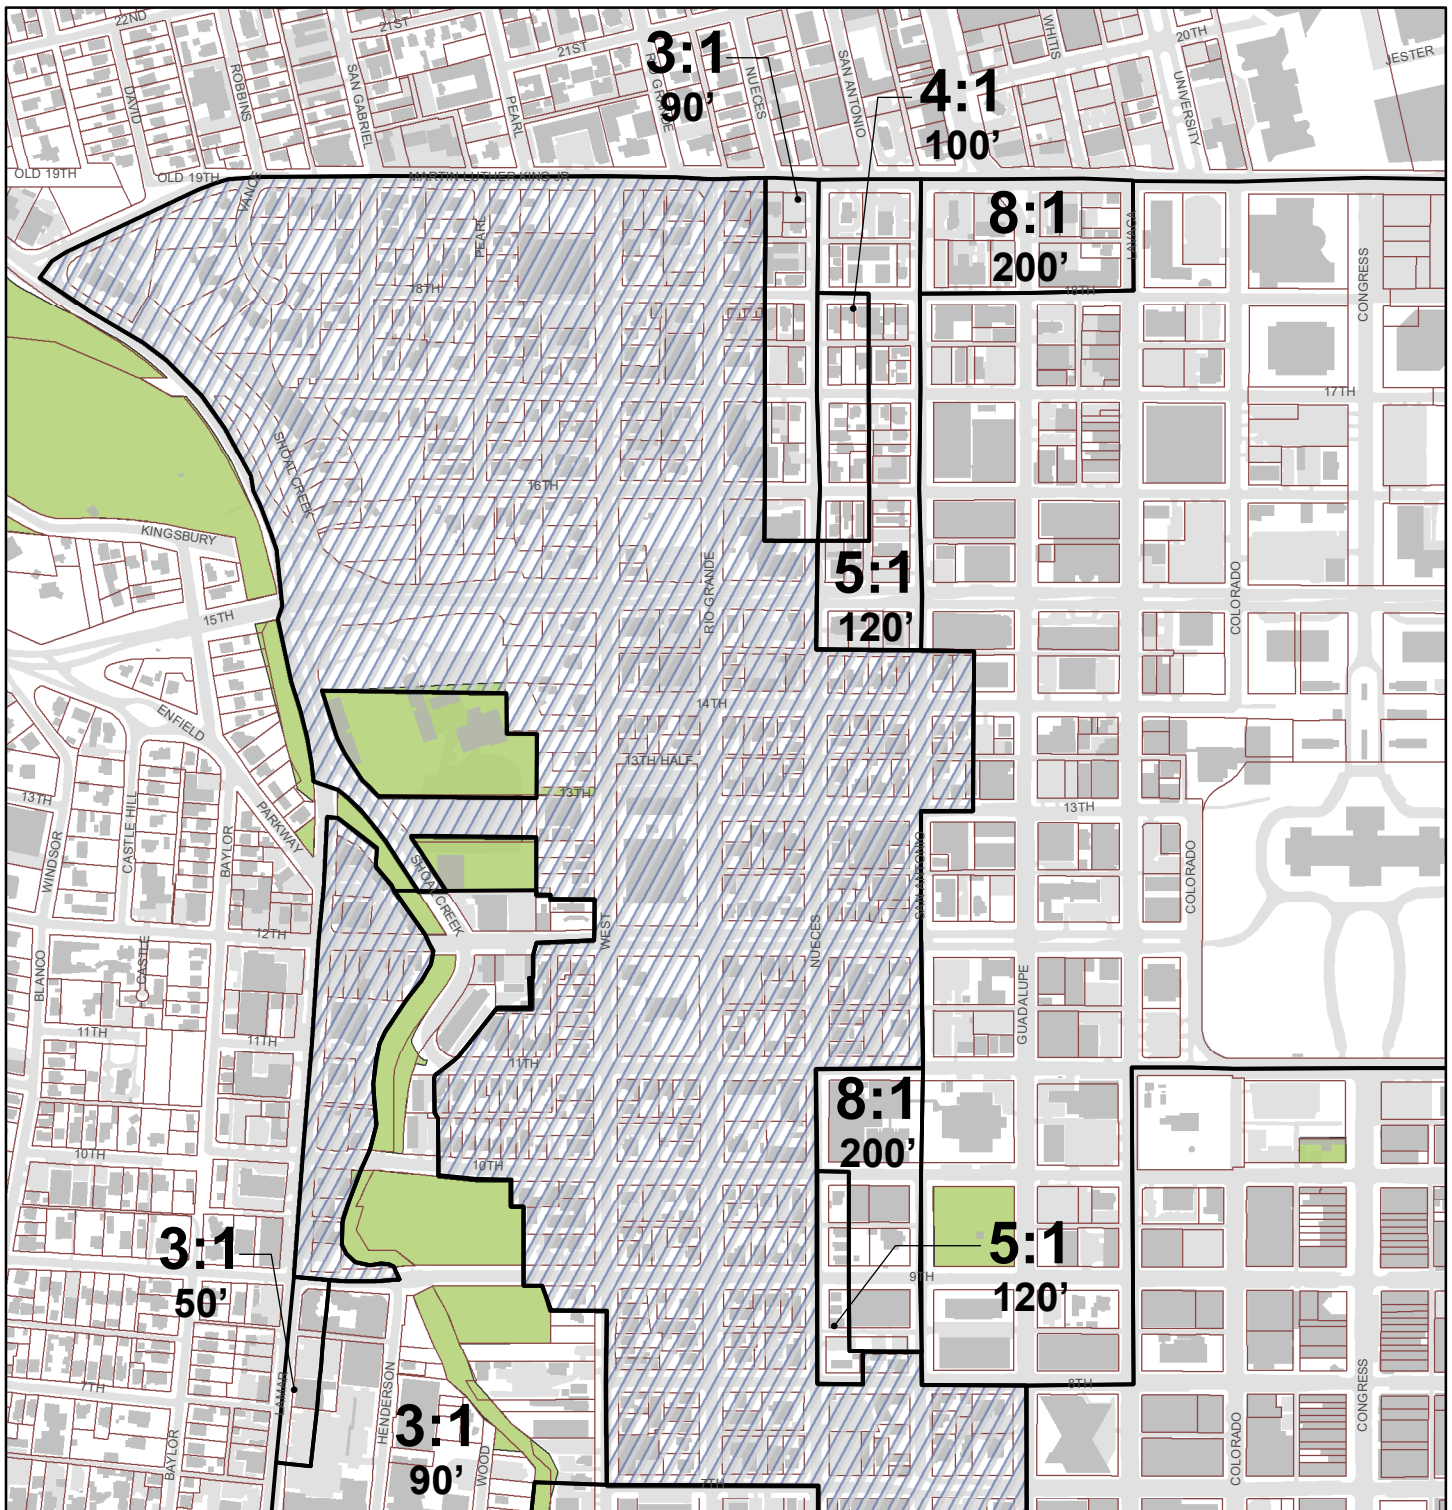 22ND
21ST
21ST
3:1
90’
RIO GRANDE
NUECES
SAN ANTONIO
4:1
100’
WHITIS
20TH
UNIVERSITY
JESTER
DAVID
ROBBINS
SAN GABRIEL
PEARL
OLD 19TH
OLD 19TH
VANCE
MARTIN LUTHER KING JR
PEARL
8:1
200’
LAVACA
18TH
18TH
CONGRESS
17TH
SHOAL CREEK
16TH
KINGSBURY
15TH
RIO GRANDE
5:1
120’
COLORADO
ENFIELD
14TH
13TH HALF
13TH
13TH
13TH
WINDSOR
CASTLE HILL
BAYLOR
PARKWAY
SHOAL CREEK
SAN ANTONIO
COLORADO
12TH
WEST
NUECES
BLANCO
CASTLE
GUADALUPE
11TH
11TH
11TH
8:1
200’
10TH
10TH
3:1
50’
5:1
120’
9TH
7TH
LAMAR
HENDERSON
8TH
CONGRESS
3:1
90’
BAYLOR
WOOD
7TH
COLORADO